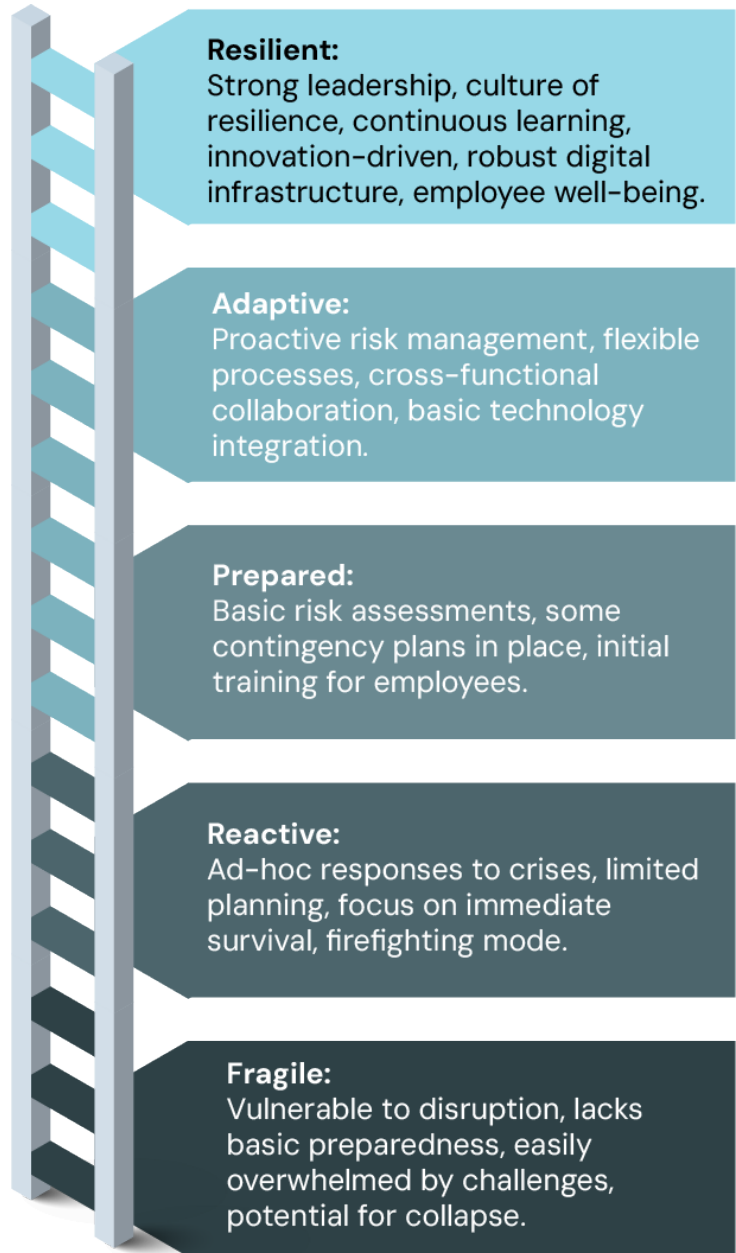 Resilient:
Strong leadership, culture of
resilience, continuous learning,
innovation-driven, robust digital
infrastructure, employee well-being.
Adaptive:
Proactive risk management, flexible
processes, cross-functional
collaboration, basic technology
integration.
Prepared:
Basic risk assessments, some
contingency plans in place, initial
training for employees.
Reactive:
Ad-hoc responses to crises, limited
planning, focus on immediate
survival, firefighting mode.
Fragile:
Vulnerable to disruption, lacks
basic preparedness, easily
overwhelmed by challenges,
potential for collapse.